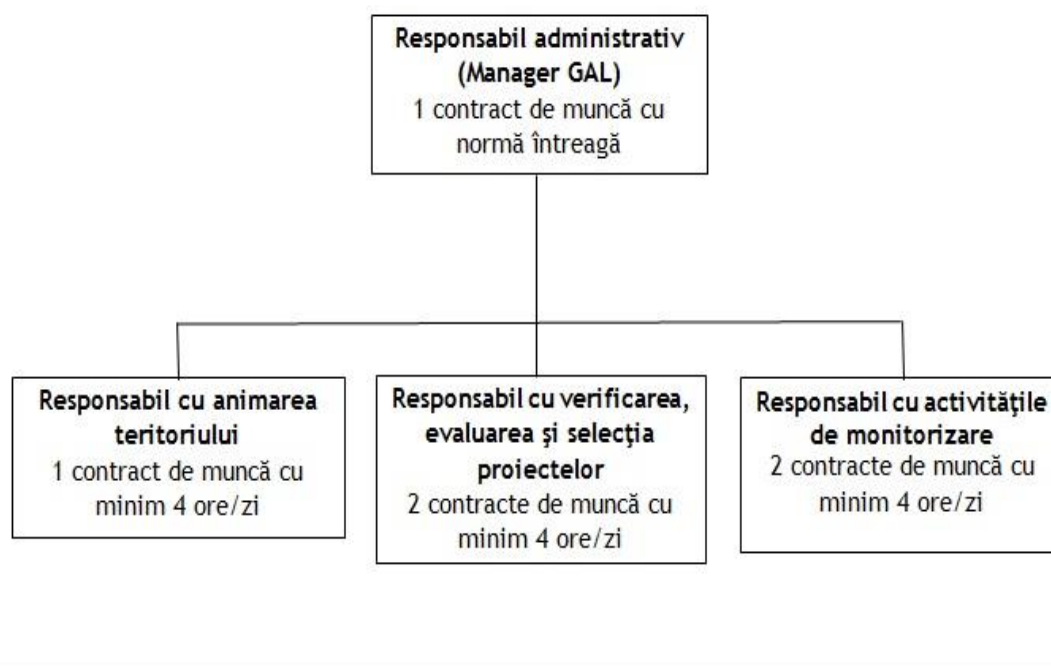 Responsabil administrativ
(Manager GAL)
1 contract de muncă cu
normă întreagă
Responsabil cu animarea
teritoriului
1 contract de muncă cu
minim 4 ore/zi
Responsabil cu verificarea,
evaluarea şi selecţia
proiectelor
2 contracte de muncă cu
minim 4 ore/zi
Responsabil cu activităţile
de monitorizare
2 contracte de muncă cu
minim 4 ore/zi